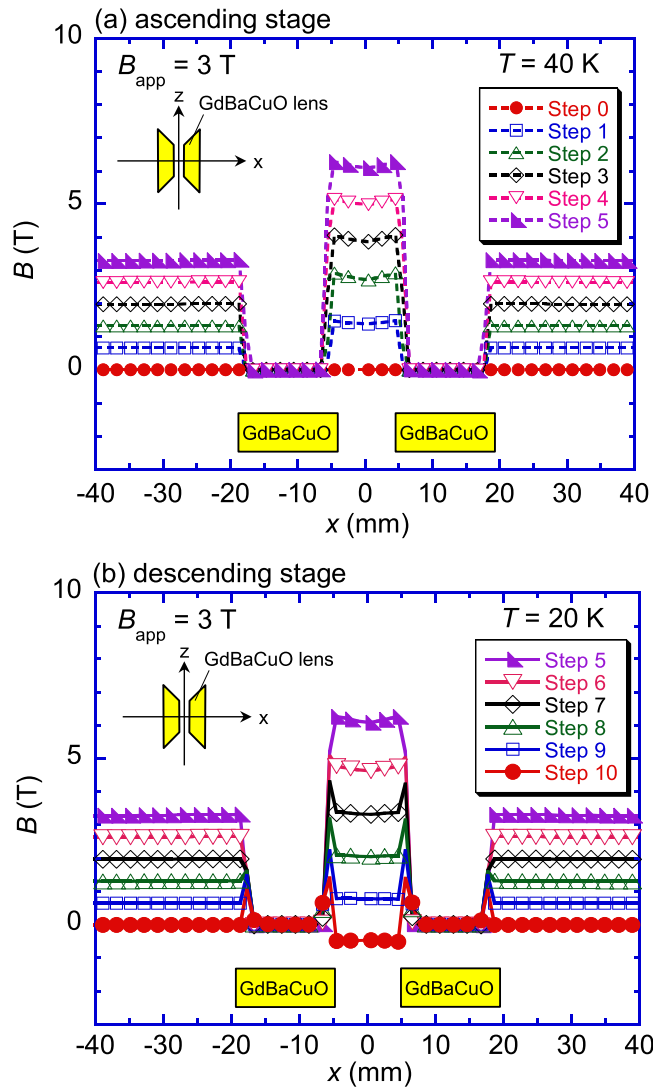 (a) ascending stage
10
B_app = 3 T
T = 40 K
z
GdBaCuO lens
x
Step 0
Step 1
Step 2
Step 3
Step 4
Step 5
5
B (T)
0
GdBaCuO GdBaCuO
-40 -30 -20 -10 0 10 20 30 40
x (mm)
(b) descending stage
10
B_app = 3 T
T = 20 K
z
GdBaCuO lens
x
Step 5
Step 6
Step 7
Step 8
Step 9
Step 10
5
B (T)
0
GdBaCuO GdBaCuO
-40 -30 -20 -10 0 10 20 30 40
x (mm)